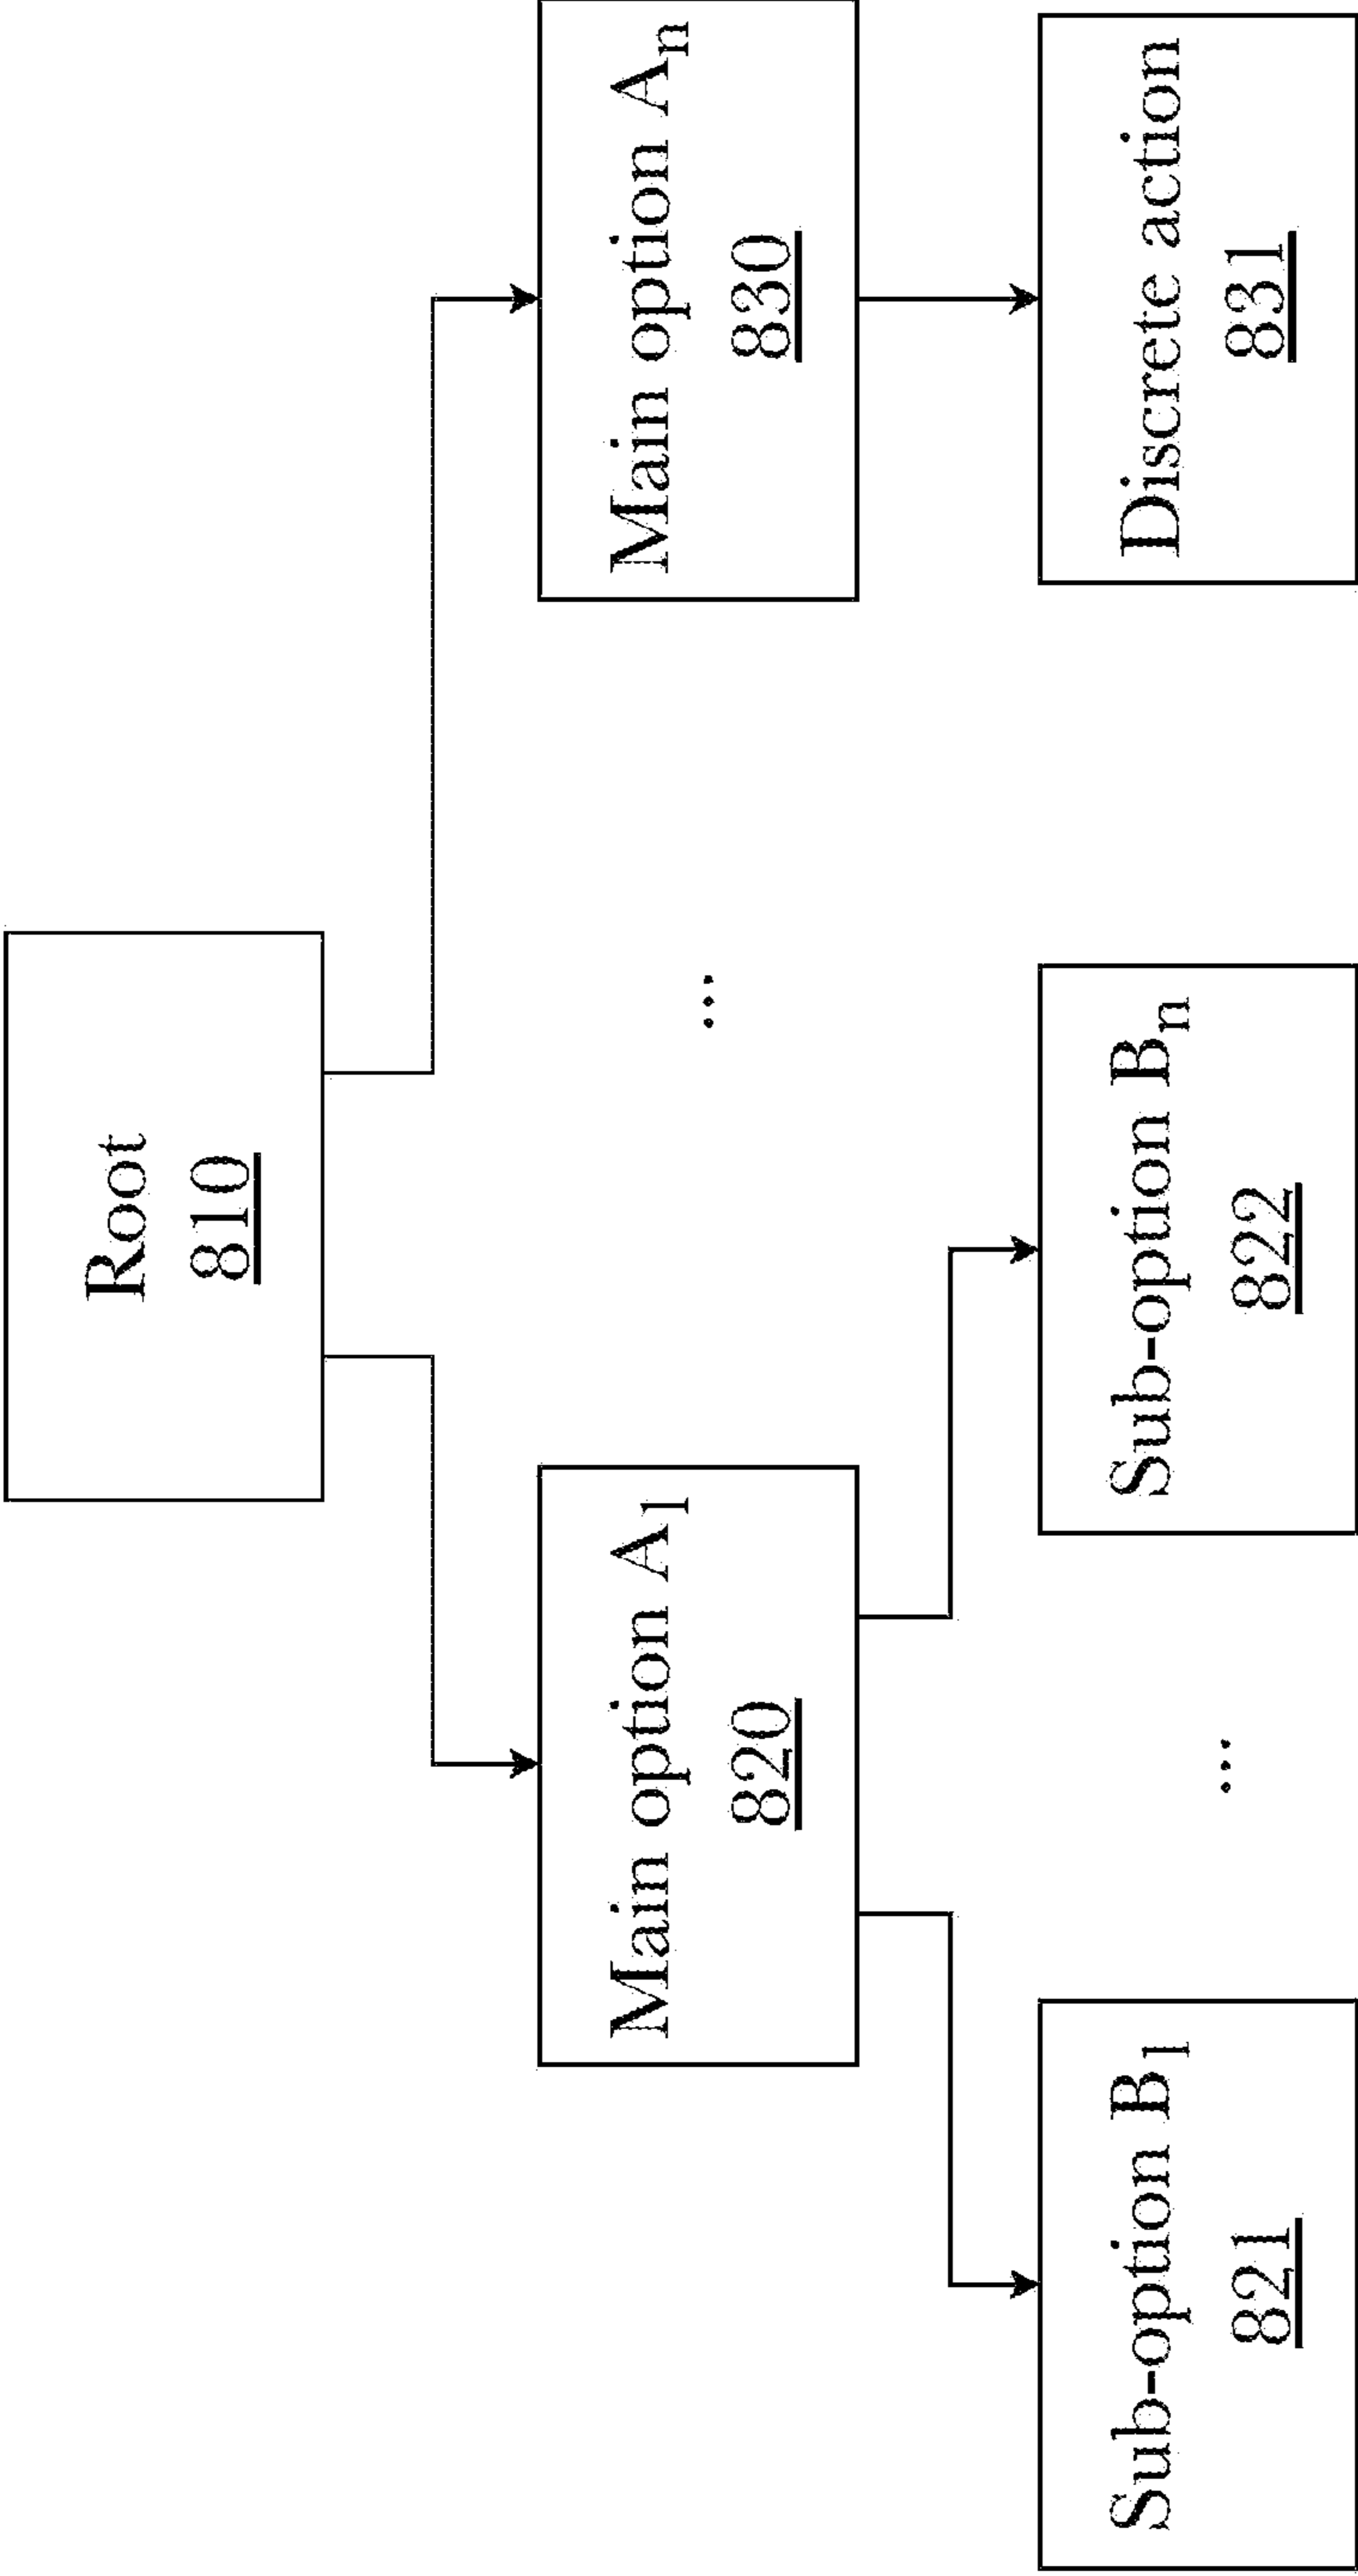 Root
810
...
Main option A₁
820
Main option Aₙ
830
Sub-option B₁
821
...
Sub-option Bₙ
822
Discrete action
831